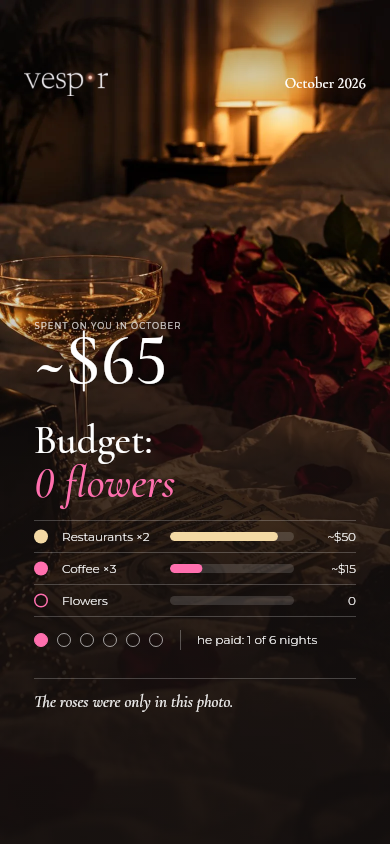 vesp•r
October 2026
SPENT ON YOU IN OCTOBER
~$65
Budget:
0 flowers
Restaurants ×2 ~$50
Coffee ×3 ~$15
Flowers 0
he paid: 1 of 6 nights
The roses were only in this photo.